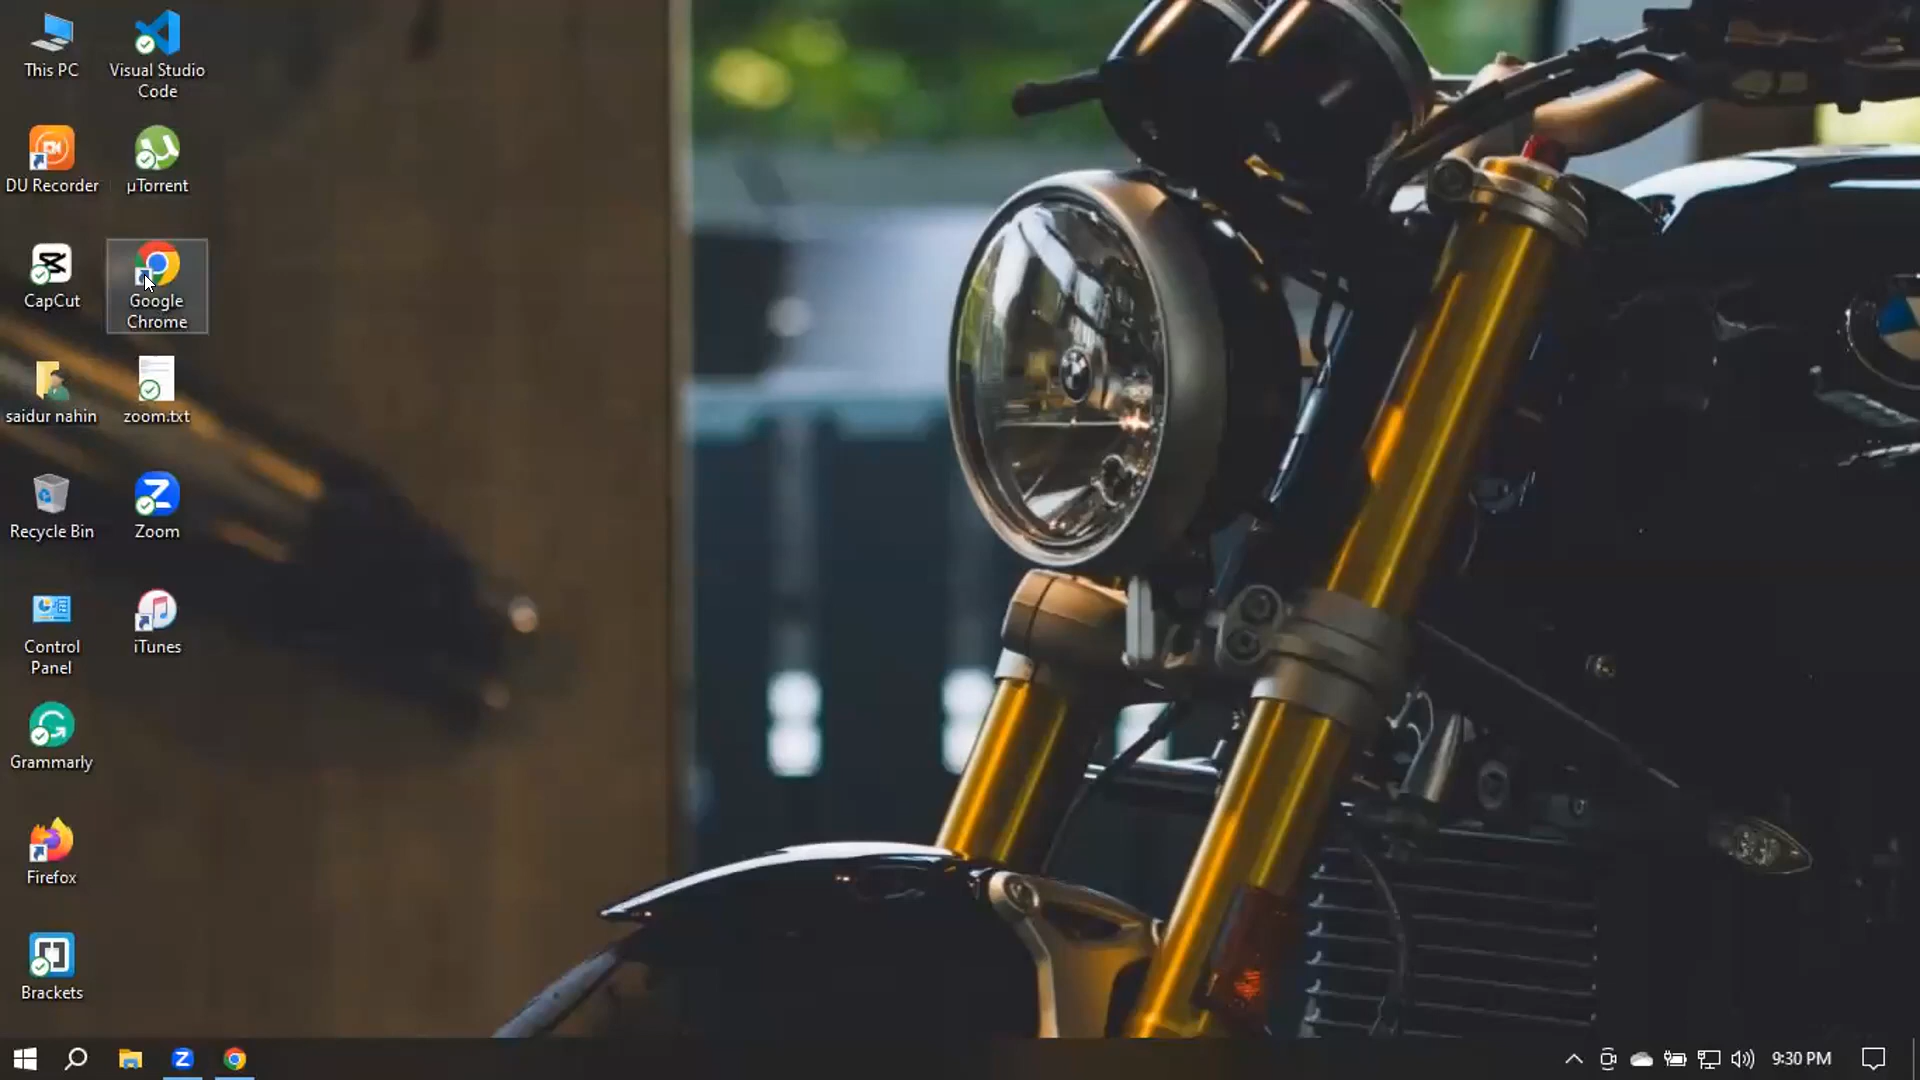 This PC
Visual Studio
Code
DU Recorder
µTorrent
CapCut
Google
Chrome
saidur nahin
zoom.txt
Recycle Bin
Zoom
Control
Panel
iTunes
Grammarly
Firefox
Brackets
9:30 PM